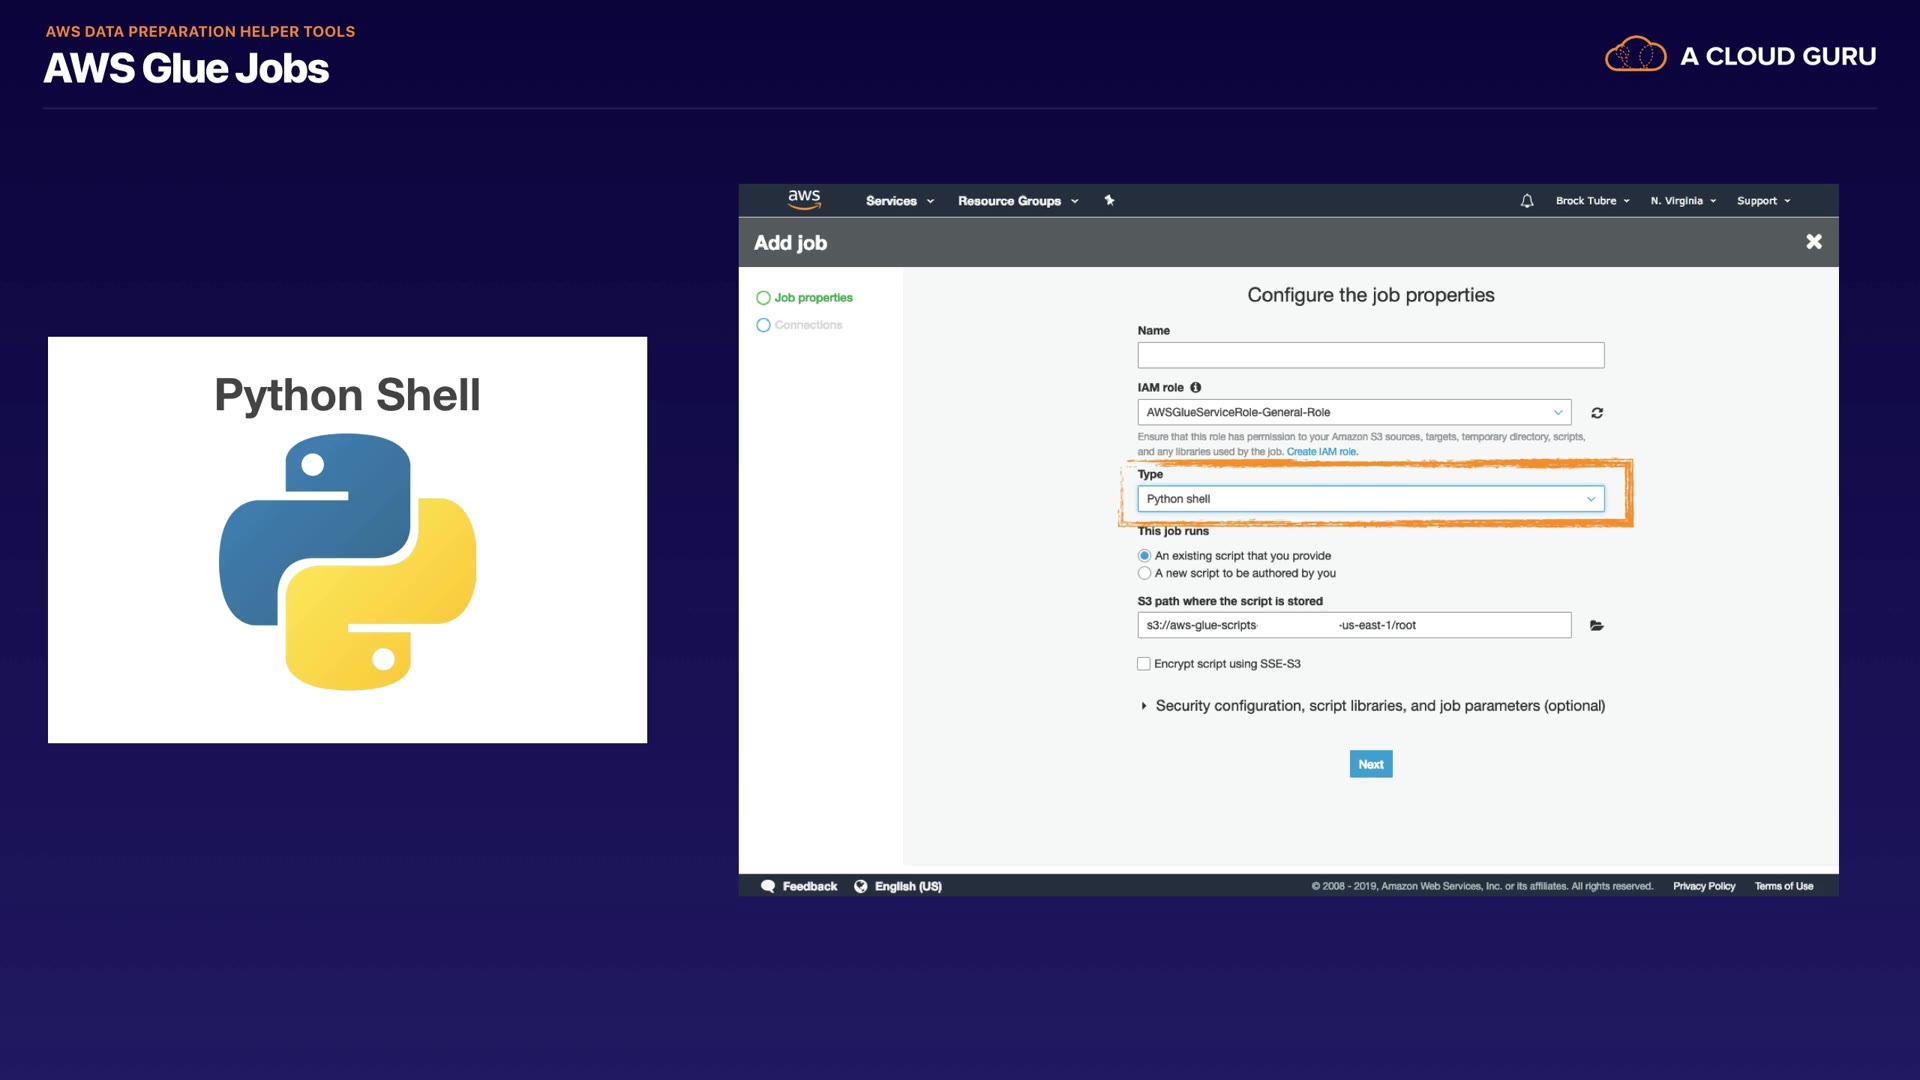 AWS DATA PREPARATION HELPER TOOLS
AWS Glue Jobs
A CLOUD GURU
Python Shell
aws
Services
Resource Groups
Brock Tubre
N. Virginia
Support
Add job
Job properties
Connections
Configure the job properties
Name
IAM role
AWSGlueServiceRole-General-Role
Ensure that this role has permission to your Amazon S3 sources, targets, temporary directory, scripts,
and any libraries used by the job. Create IAM role.
Type
Python shell
This job runs
An existing script that you provide
A new script to be authored by you
S3 path where the script is stored
s3://aws-glue-scripts- -us-east-1/root
Encrypt script using SSE-S3
Security configuration, script libraries, and job parameters (optional)
Next
Feedback
English (US)
© 2008 - 2019, Amazon Web Services, Inc. or its affiliates. All rights reserved.
Privacy Policy
Terms of Use